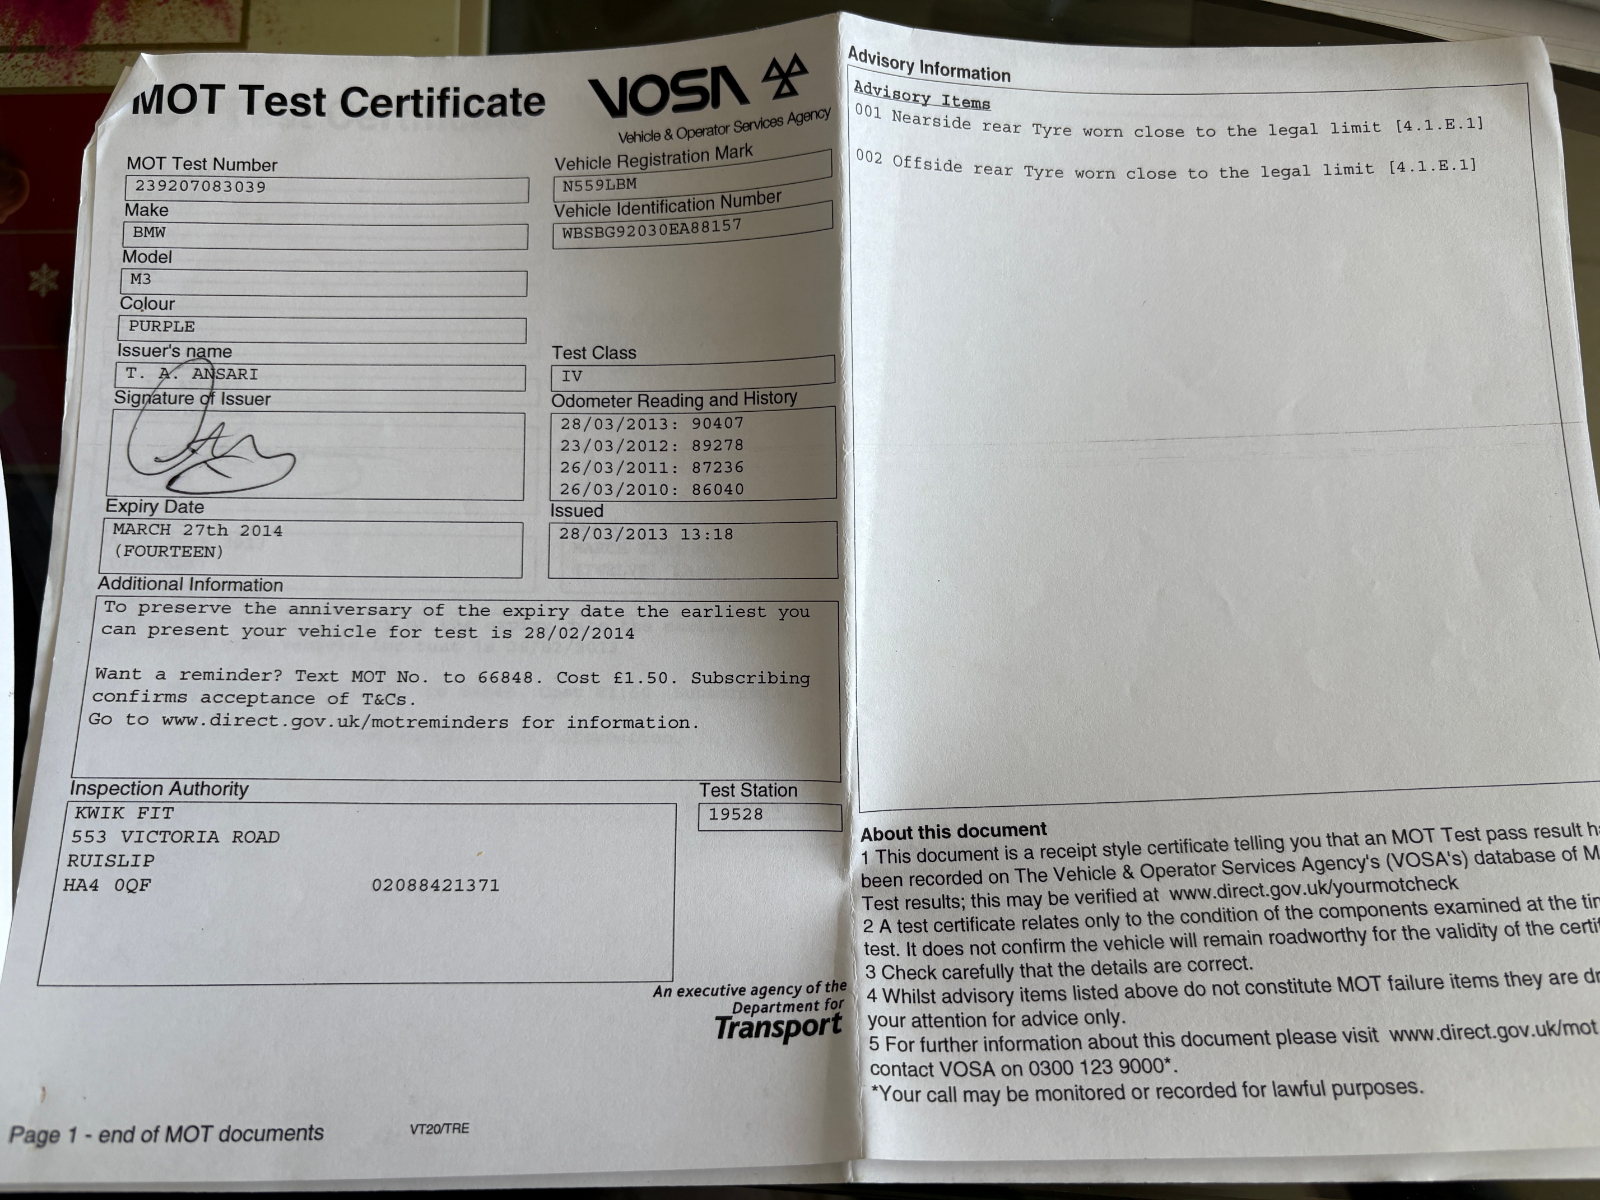 MOT Test Certificate
VOSA
Vehicle & Operator Services Agency
MOT Test Number
239207083039
Vehicle Registration Mark
N559LBM
Make
BMW
Vehicle Identification Number
WBSBG92030EA88157
Model
M3
Colour
PURPLE
Issuer's name
T. A. ANSARI
Test Class
IV
Signature of Issuer
Odometer Reading and History
28/03/2013: 90407
23/03/2012: 89278
26/03/2011: 87236
26/03/2010: 86040
Expiry Date
MARCH 27th 2014
(FOURTEEN)
Issued
28/03/2013 13:18
Additional Information
To preserve the anniversary of the expiry date the earliest you
can present your vehicle for test is 28/02/2014
Want a reminder? Text MOT No. to 66848. Cost £1.50. Subscribing
confirms acceptance of T&Cs.
Go to www.direct.gov.uk/motreminders for information.
Inspection Authority
KWIK FIT
553 VICTORIA ROAD
RUISLIP
HA4 0QF 02088421371
Test Station
19528
An executive agency of the
Department for
Transport
Page 1 - end of MOT documents
VT20/TRE
Advisory Information
Advisory Items
001 Nearside rear Tyre worn close to the legal limit [4.1.E.1]
002 Offside rear Tyre worn close to the legal limit [4.1.E.1]
About this document
1 This document is a receipt style certificate telling you that an MOT Test pass result
been recorded on The Vehicle & Operator Services Agency's (VOSA's) database of
Test results; this may be verified at www.direct.gov.uk/yourmotcheck
2 A test certificate relates only to the condition of the components examined at the
test. It does not confirm the vehicle will remain roadworthy for the validity of the
3 Check carefully that the details are correct.
4 Whilst advisory items listed above do not constitute MOT failure items they are
your attention for advice only.
5 For further information about this document please visit www.direct.gov.uk/mot
contact VOSA on 0300 123 9000*.
*Your call may be monitored or recorded for lawful purposes.